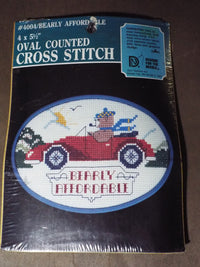 #4004/BEARLY AFFORDABLE
4 x 5½"
OVAL COUNTED
CROSS STITCH
BEARLY
AFFORDABLE